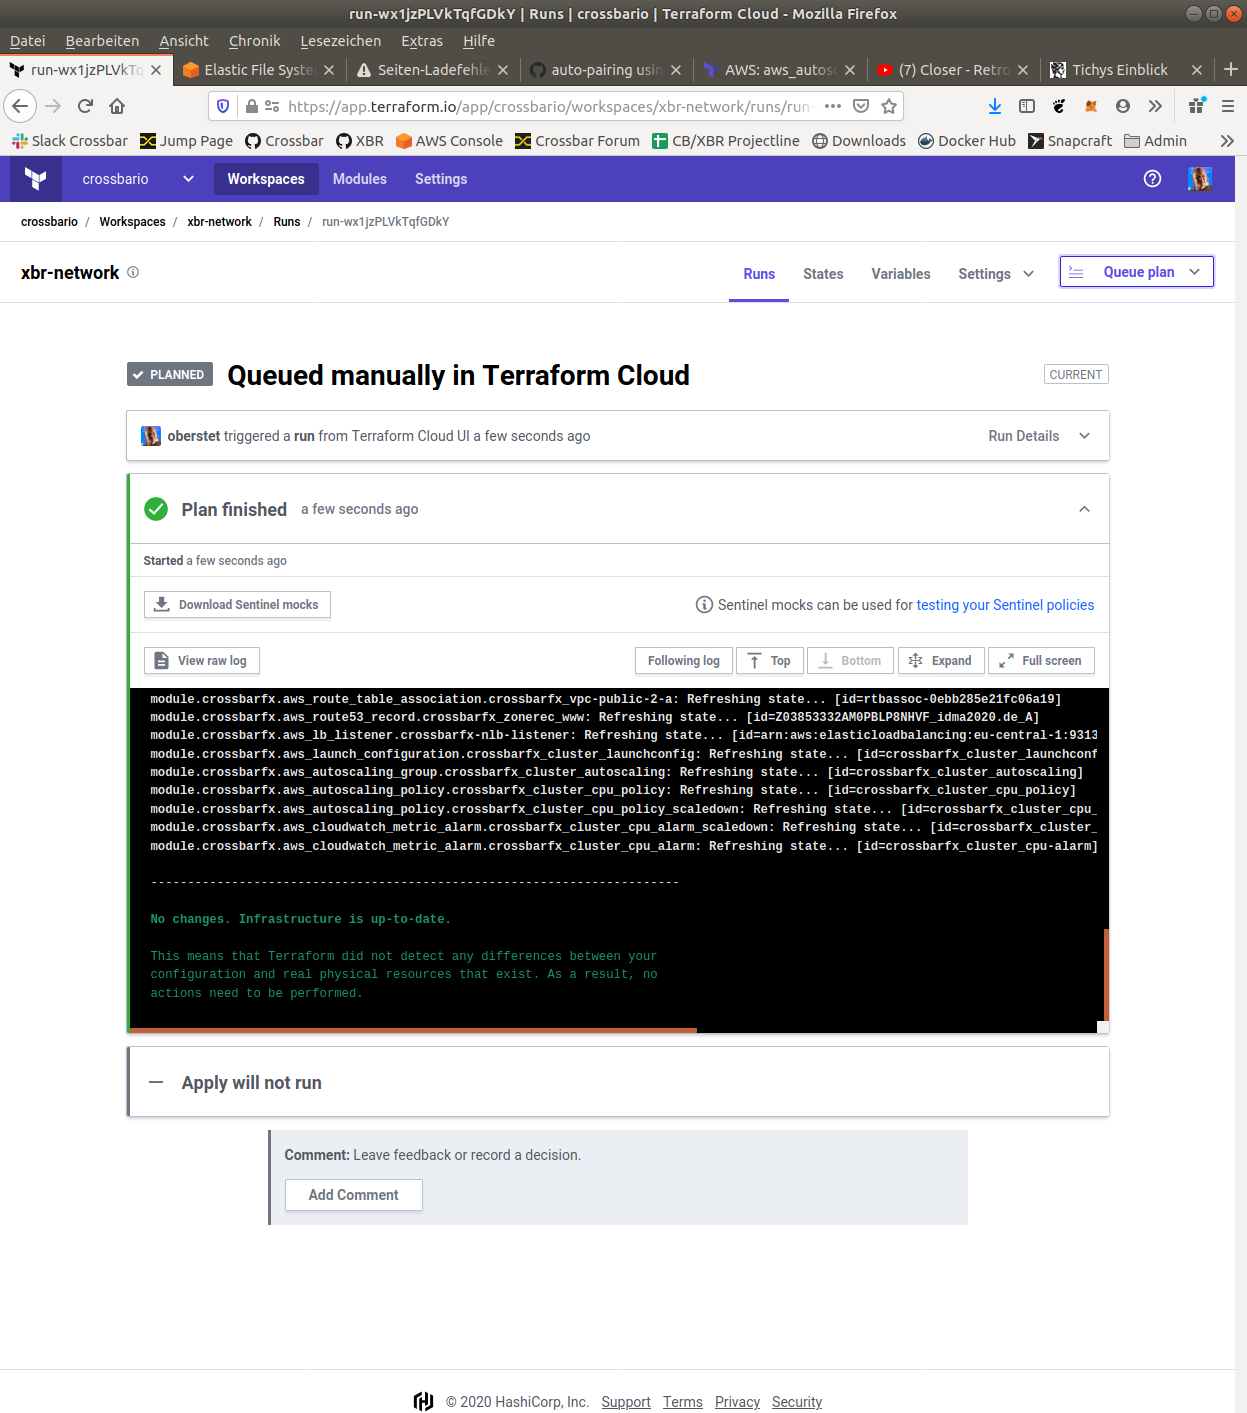 run-wx1jzPLVkTqfGDkY | Runs | crossbario | Terraform Cloud - Mozilla Firefox
Datei Bearbeiten Ansicht Chronik Lesezeichen Extras Hilfe
run-wx1jzPLVkTq Elastic File Syste Seiten-Ladefehle auto-pairing usin AWS: aws_autosc (7) Closer - Retro Tichys Einblick
https://app.terraform.io/app/crossbario/workspaces/xbr-network/runs/run-
Slack Crossbar Jump Page Crossbar XBR AWS Console Crossbar Forum CB/XBR Projectline Downloads Docker Hub Snapcraft Admin
crossbario Workspaces Modules Settings
crossbario / Workspaces / xbr-network / Runs / run-wx1jzPLVkTqfGDkY
xbr-network Runs States Variables Settings Queue plan
PLANNED Queued manually in Terraform Cloud CURRENT
oberstet triggered a run from Terraform Cloud UI a few seconds ago Run Details
Plan finished a few seconds ago
Started a few seconds ago
Download Sentinel mocks Sentinel mocks can be used for testing your Sentinel policies
View raw log Following log Top Bottom Expand Full screen
module.crossbarfx.aws_route_table_association.crossbarfx_vpc-public-2-a: Refreshing state... [id=rtbassoc-0ebb285e21fc06a19]
module.crossbarfx.aws_route53_record.crossbarfx_zonerec_www: Refreshing state... [id=Z03853332AM0PBLP8NHVF_idma2020.de_A]
module.crossbarfx.aws_lb_listener.crossbarfx-nlb-listener: Refreshing state... [id=arn:aws:elasticloadbalancing:eu-central-1:9313
module.crossbarfx.aws_launch_configuration.crossbarfx_cluster_launchconfig: Refreshing state... [id=crossbarfx_cluster_launchconf
module.crossbarfx.aws_autoscaling_group.crossbarfx_cluster_autoscaling: Refreshing state... [id=crossbarfx_cluster_autoscaling]
module.crossbarfx.aws_autoscaling_policy.crossbarfx_cluster_cpu_policy: Refreshing state... [id=crossbarfx_cluster_cpu_policy]
module.crossbarfx.aws_autoscaling_policy.crossbarfx_cluster_cpu_policy_scaledown: Refreshing state... [id=crossbarfx_cluster_cpu_
module.crossbarfx.aws_cloudwatch_metric_alarm.crossbarfx_cluster_cpu_alarm_scaledown: Refreshing state... [id=crossbarfx_cluster_
module.crossbarfx.aws_cloudwatch_metric_alarm.crossbarfx_cluster_cpu_alarm: Refreshing state... [id=crossbarfx_cluster_cpu-alarm]
------------------------------------------------------------------------
No changes. Infrastructure is up-to-date.
This means that Terraform did not detect any differences between your
configuration and real physical resources that exist. As a result, no
actions need to be performed.
Apply will not run
Comment: Leave feedback or record a decision.
Add Comment
© 2020 HashiCorp, Inc. Support Terms Privacy Security